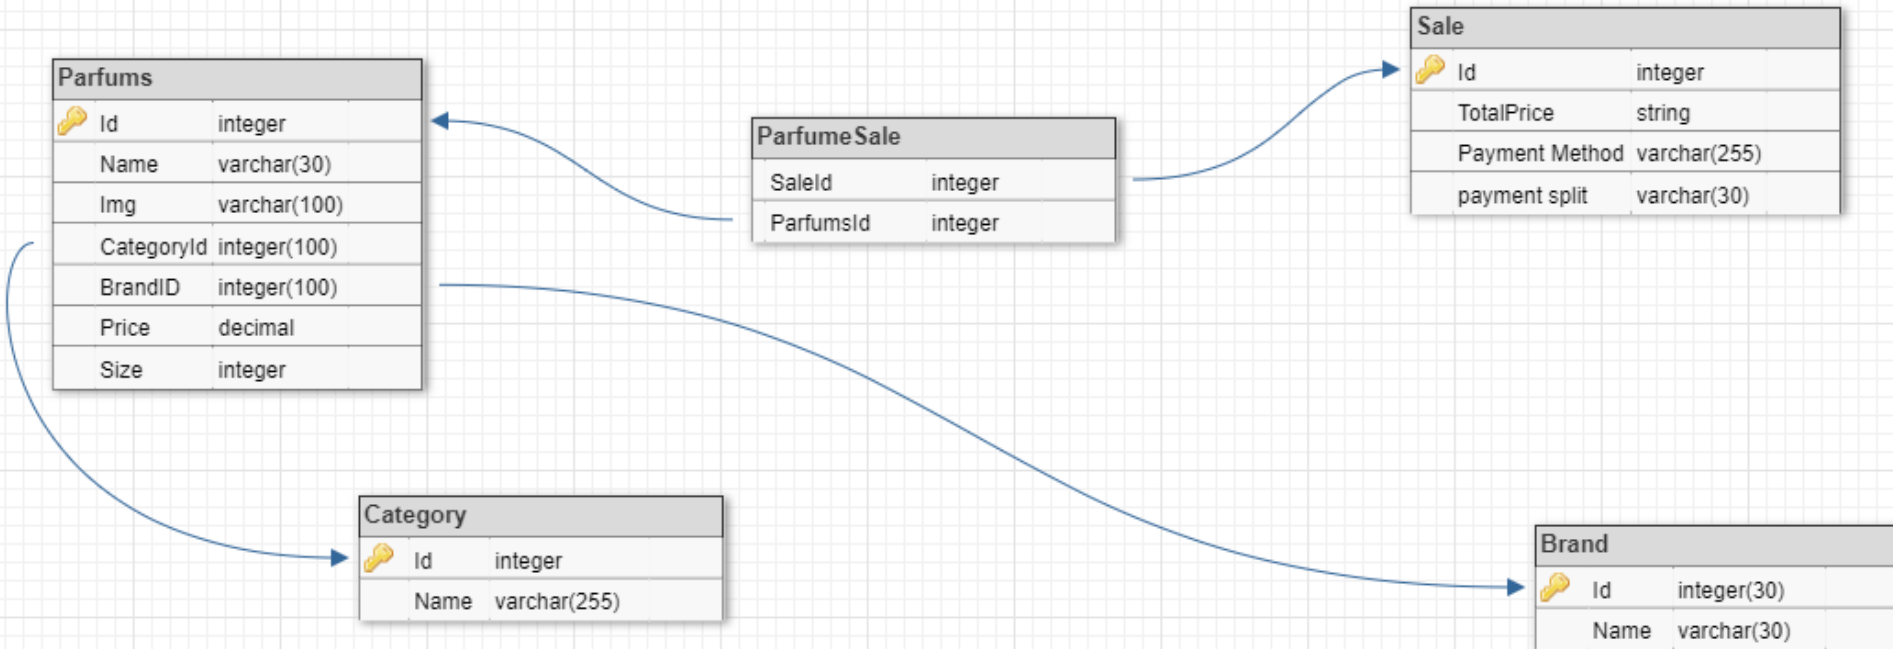 Parfums
Id integer
Name varchar(30)
Img varchar(100)
CategoryId integer(100)
BrandID integer(100)
Price decimal
Size integer
ParfumeSale
SaleId integer
ParfumsId integer
Sale
Id integer
TotalPrice string
Payment Method varchar(255)
payment split varchar(30)
Category
Id integer
Name varchar(255)
Brand
Id integer(30)
Name varchar(30)